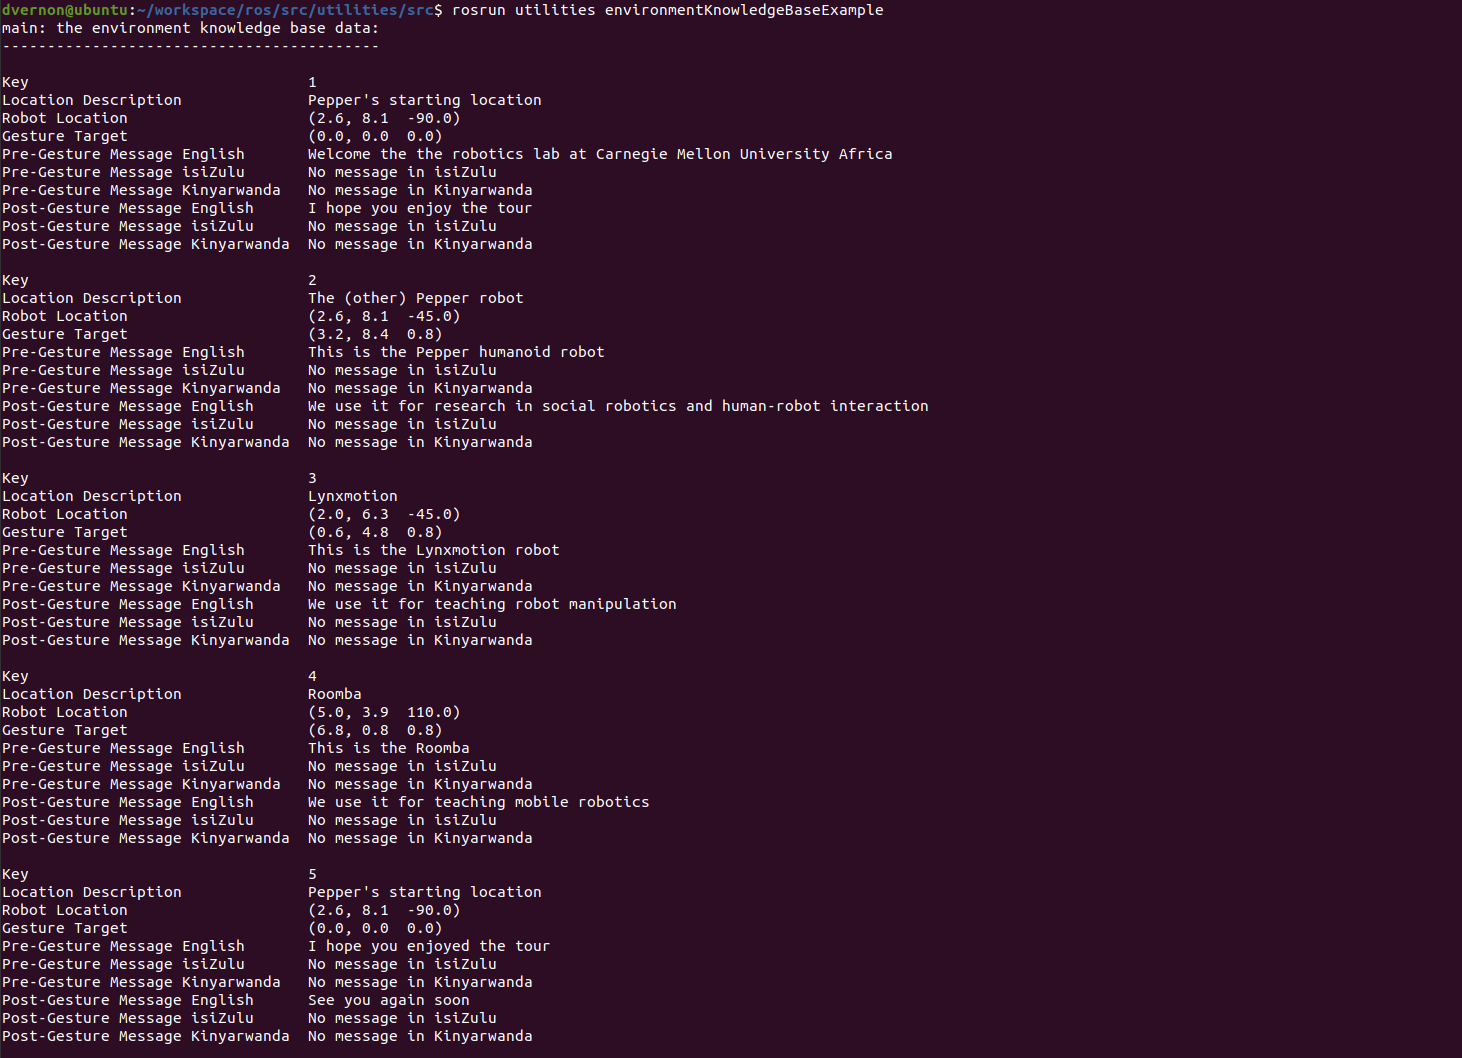 dvernon@ubuntu:~/workspace/ros/src/utilities/src$ rosrun utilities environmentKnowledgeBaseExample
main: the environment knowledge base data:
------------------------------------------
Key 1
Location Description Pepper's starting location
Robot Location (2.6, 8.1 -90.0)
Gesture Target (0.0, 0.0 0.0)
Pre-Gesture Message English Welcome the the robotics lab at Carnegie Mellon University Africa
Pre-Gesture Message isiZulu No message in isiZulu
Pre-Gesture Message Kinyarwanda No message in Kinyarwanda
Post-Gesture Message English I hope you enjoy the tour
Post-Gesture Message isiZulu No message in isiZulu
Post-Gesture Message Kinyarwanda No message in Kinyarwanda
Key 2
Location Description The (other) Pepper robot
Robot Location (2.6, 8.1 -45.0)
Gesture Target (3.2, 8.4 0.8)
Pre-Gesture Message English This is the Pepper humanoid robot
Pre-Gesture Message isiZulu No message in isiZulu
Pre-Gesture Message Kinyarwanda No message in Kinyarwanda
Post-Gesture Message English We use it for research in social robotics and human-robot interaction
Post-Gesture Message isiZulu No message in isiZulu
Post-Gesture Message Kinyarwanda No message in Kinyarwanda
Key 3
Location Description Lynxmotion
Robot Location (2.0, 6.3 -45.0)
Gesture Target (0.6, 4.8 0.8)
Pre-Gesture Message English This is the Lynxmotion robot
Pre-Gesture Message isiZulu No message in isiZulu
Pre-Gesture Message Kinyarwanda No message in Kinyarwanda
Post-Gesture Message English We use it for teaching robot manipulation
Post-Gesture Message isiZulu No message in isiZulu
Post-Gesture Message Kinyarwanda No message in Kinyarwanda
Key 4
Location Description Roomba
Robot Location (5.0, 3.9 110.0)
Gesture Target (6.8, 0.8 0.8)
Pre-Gesture Message English This is the Roomba
Pre-Gesture Message isiZulu No message in isiZulu
Pre-Gesture Message Kinyarwanda No message in Kinyarwanda
Post-Gesture Message English We use it for teaching mobile robotics
Post-Gesture Message isiZulu No message in isiZulu
Post-Gesture Message Kinyarwanda No message in Kinyarwanda
Key 5
Location Description Pepper's starting location
Robot Location (2.6, 8.1 -90.0)
Gesture Target (0.0, 0.0 0.0)
Pre-Gesture Message English I hope you enjoyed the tour
Pre-Gesture Message isiZulu No message in isiZulu
Pre-Gesture Message Kinyarwanda No message in Kinyarwanda
Post-Gesture Message English See you again soon
Post-Gesture Message isiZulu No message in isiZulu
Post-Gesture Message Kinyarwanda No message in Kinyarwanda